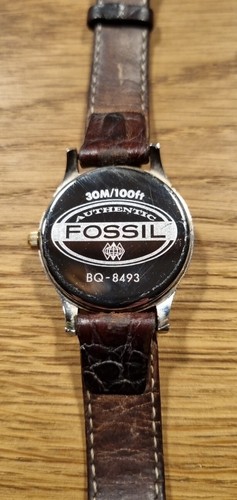 30M/100ft
AUTHENTIC
FOSSIL
BQ-8493